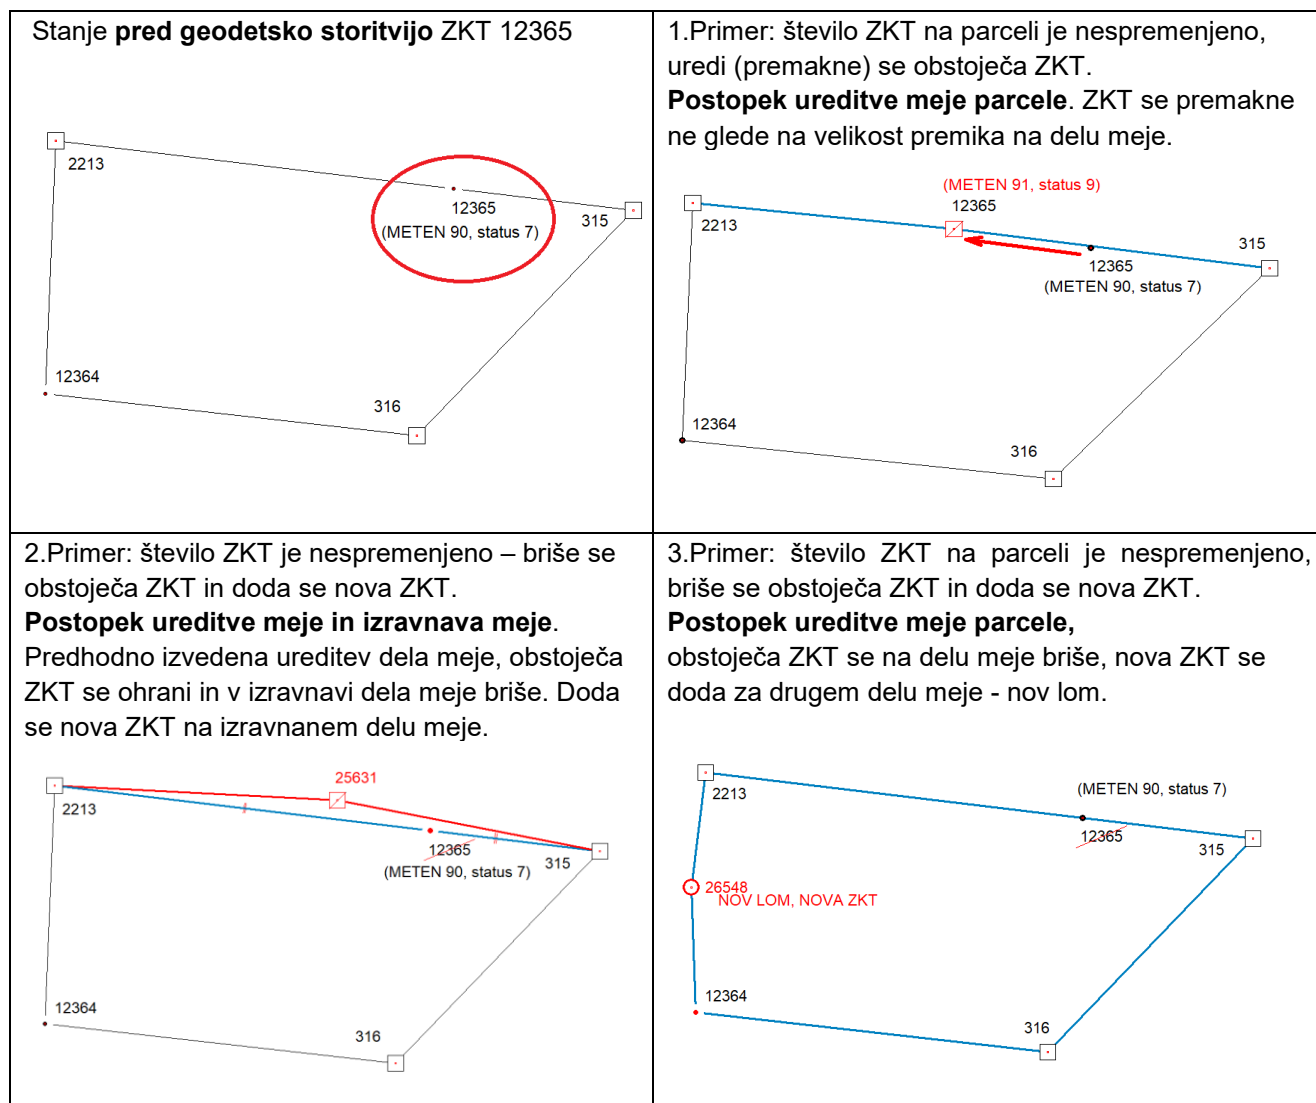 Stanje pred geodetsko storitvijo ZKT 12365
2213
12365
(METEN 90, status 7)
315
12364
316
1.Primer: število ZKT na parceli je nespremenjeno,
uredi (premakne) se obstoječa ZKT.
Postopek ureditve meje parcele. ZKT se premakne
ne glede na velikost premika na delu meje.
(METEN 91, status 9)
12365
2213
315
12365
(METEN 90, status 7)
12364
316
2.Primer: število ZKT je nespremenjeno – briše se
obstoječa ZKT in doda se nova ZKT.
Postopek ureditve meje in izravnava meje.
Predhodno izvedena ureditev dela meje, obstoječa
ZKT se ohrani in v izravnavi dela meje briše. Doda
se nova ZKT na izravnanem delu meje.
25631
2213
12365
(METEN 90, status 7)
315
12364
316
3.Primer: število ZKT na parceli je nespremenjeno,
briše se obstoječa ZKT in doda se nova ZKT.
Postopek ureditve meje parcele,
obstoječa ZKT se na delu meje briše, nova ZKT se
doda za drugem delu meje - nov lom.
(METEN 90, status 7)
2213
12365
315
26548
NOV LOM, NOVA ZKT
12364
316